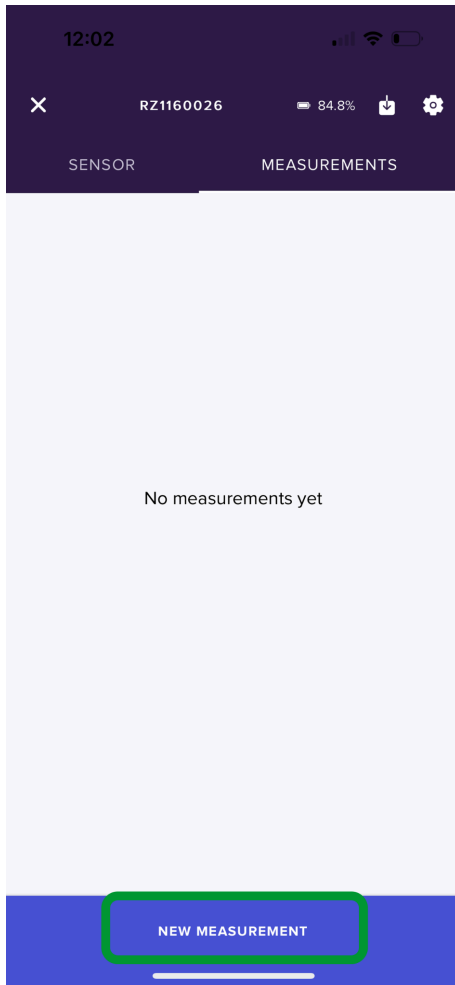 12:02
RZ1160026 84.8%
SENSOR MEASUREMENTS
No measurements yet
NEW MEASUREMENT